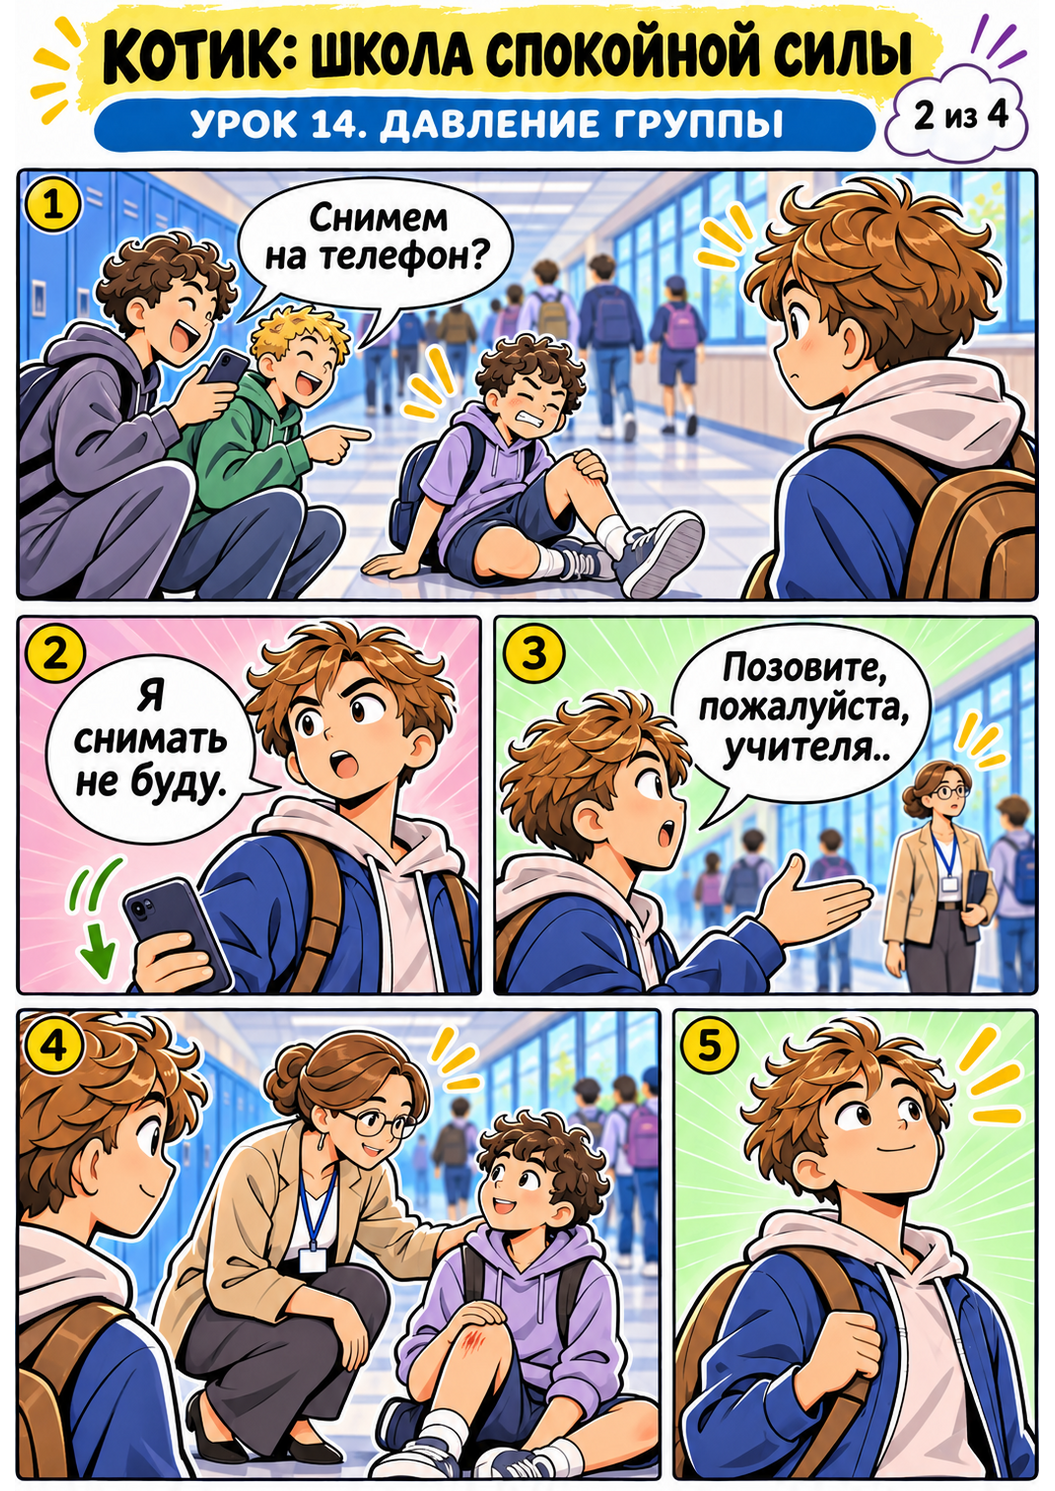 КОТИК: ШКОЛА СПОКОЙНОЙ СИЛЫ
УРОК 14. ДАВЛЕНИЕ ГРУППЫ
2 из 4
1
Снимем
на телефон?
2
Я
снимать
не буду.
3
Позовите,
пожалуйста,
учителя..
4
5